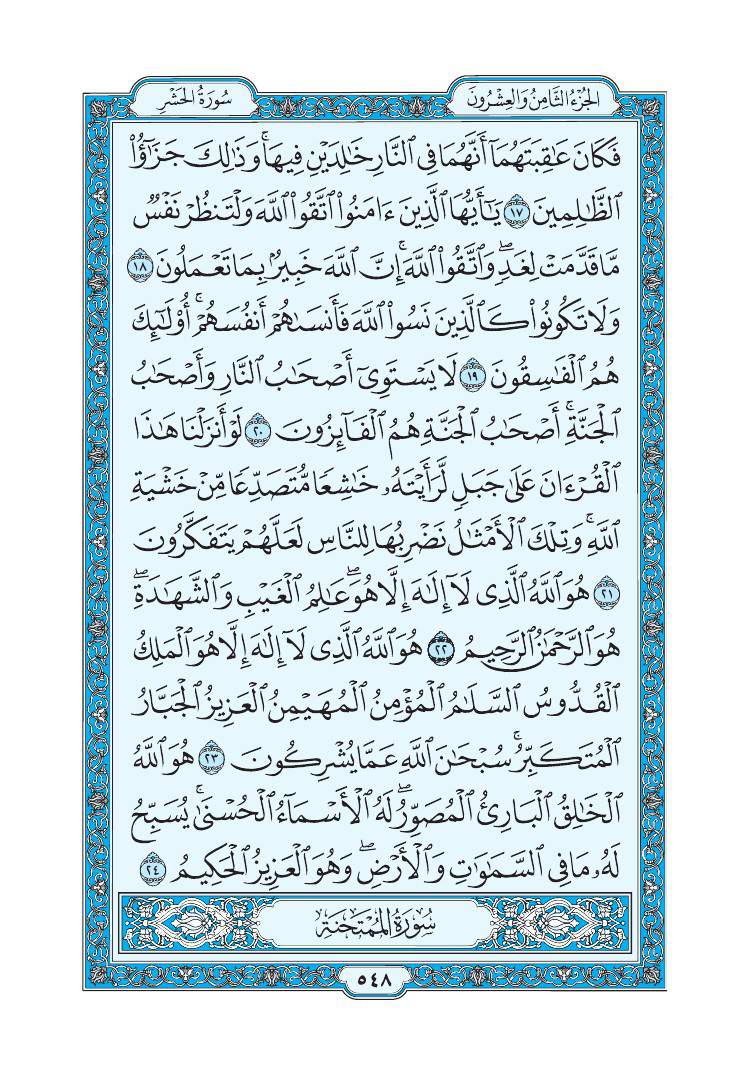 الجُزْءُ الثَّامِنُ وَالعِشْرُونَ
سُورَةُ الحَشْرِ
فَكَانَ عَٰقِبَتَهُمَآ أَنَّهُمَا فِى ٱلنَّارِ خَٰلِدَيْنِ فِيهَا ۚ وَذَٰلِكَ جَزَٰٓؤُا۟
ٱلظَّٰلِمِينَ ١٧ يَٰٓأَيُّهَا ٱلَّذِينَ ءَامَنُوا۟ ٱتَّقُوا۟ ٱللَّهَ وَلْتَنظُرْ نَفْسٌ
مَّا قَدَّمَتْ لِغَدٍ ۖ وَٱتَّقُوا۟ ٱللَّهَ ۚ إِنَّ ٱللَّهَ خَبِيرٌۢ بِمَا تَعْمَلُونَ ١٨
وَلَا تَكُونُوا۟ كَٱلَّذِينَ نَسُوا۟ ٱللَّهَ فَأَنسَىٰهُمْ أَنفُسَهُمْ ۚ أُو۟لَٰٓئِكَ
هُمُ ٱلْفَٰسِقُونَ ١٩ لَا يَسْتَوِىٓ أَصْحَٰبُ ٱلنَّارِ وَأَصْحَٰبُ
ٱلْجَنَّةِ ۚ أَصْحَٰبُ ٱلْجَنَّةِ هُمُ ٱلْفَآئِزُونَ ٢٠ لَوْ أَنزَلْنَا هَٰذَا
ٱلْقُرْءَانَ عَلَىٰ جَبَلٍ لَّرَأَيْتَهُۥ خَٰشِعًا مُّتَصَدِّعًا مِّنْ خَشْيَةِ
ٱللَّهِ ۚ وَتِلْكَ ٱلْأَمْثَٰلُ نَضْرِبُهَا لِلنَّاسِ لَعَلَّهُمْ يَتَفَكَّرُونَ
٢١ هُوَ ٱللَّهُ ٱلَّذِى لَآ إِلَٰهَ إِلَّا هُوَ ۖ عَٰلِمُ ٱلْغَيْبِ وَٱلشَّهَٰدَةِ ۖ
هُوَ ٱلرَّحْمَٰنُ ٱلرَّحِيمُ ٢٢ هُوَ ٱللَّهُ ٱلَّذِى لَآ إِلَٰهَ إِلَّا هُوَ ٱلْمَلِكُ
ٱلْقُدُّوسُ ٱلسَّلَٰمُ ٱلْمُؤْمِنُ ٱلْمُهَيْمِنُ ٱلْعَزِيزُ ٱلْجَبَّارُ
ٱلْمُتَكَبِّرُ ۚ سُبْحَٰنَ ٱللَّهِ عَمَّا يُشْرِكُونَ ٢٣ هُوَ ٱللَّهُ
ٱلْخَٰلِقُ ٱلْبَارِئُ ٱلْمُصَوِّرُ ۖ لَهُ ٱلْأَسْمَآءُ ٱلْحُسْنَىٰ ۚ يُسَبِّحُ
لَهُۥ مَا فِى ٱلسَّمَٰوَٰتِ وَٱلْأَرْضِ ۖ وَهُوَ ٱلْعَزِيزُ ٱلْحَكِيمُ ٢٤
سُورَةُ المُمْتَحَنَةِ
٥٤٨